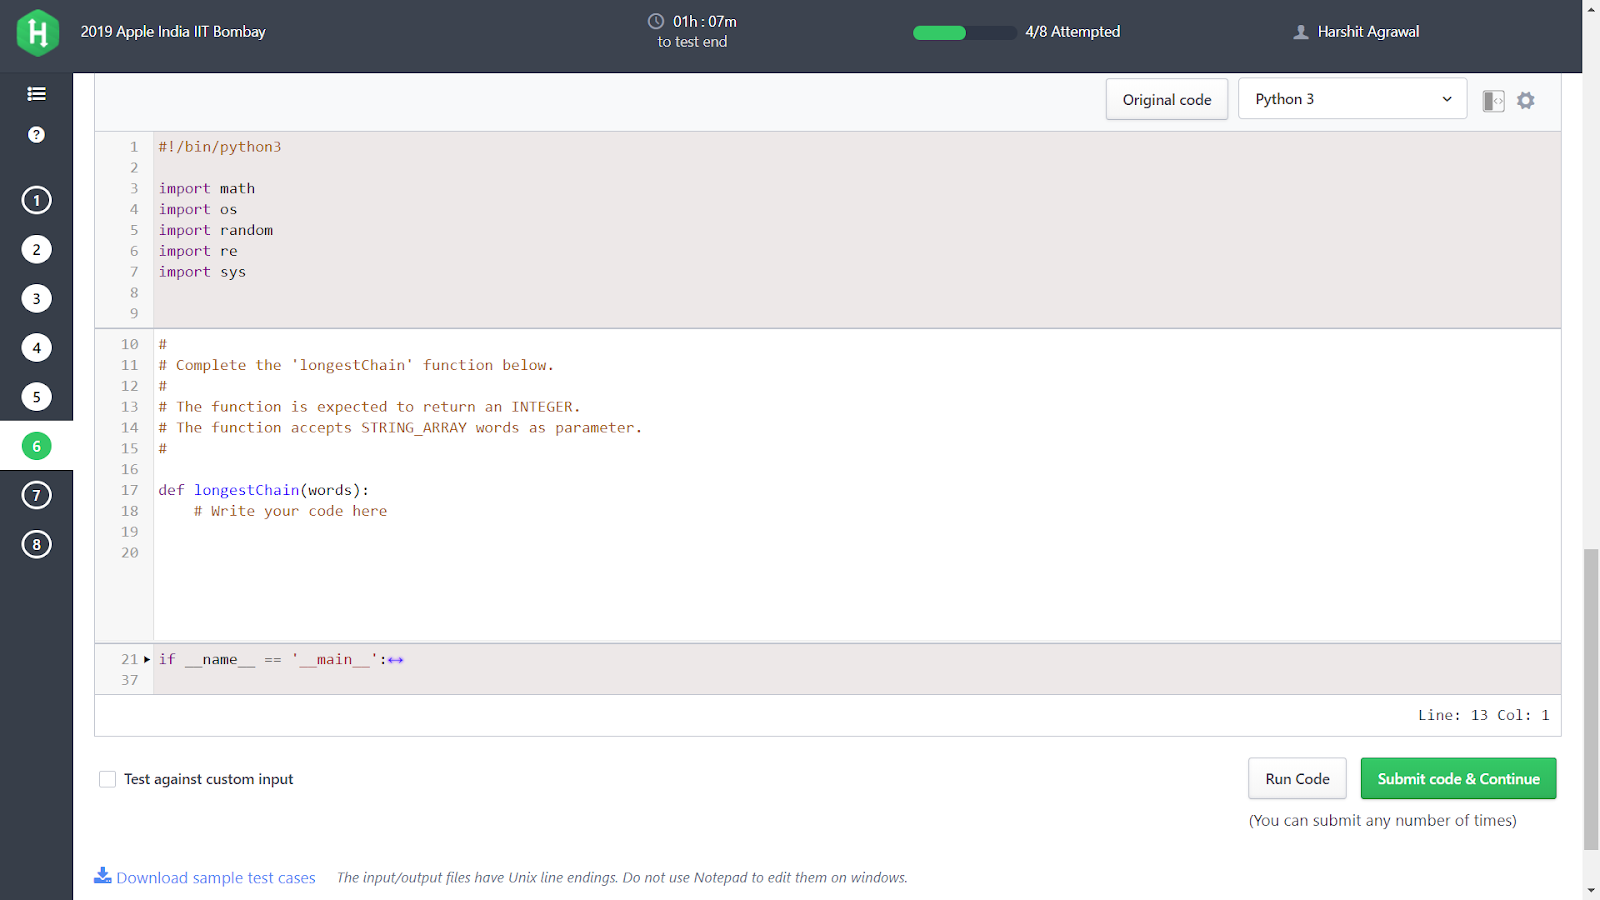 H
2019 Apple India IIT Bombay
01h : 07m
to test end
4/8 Attempted
Harshit Agrawal
?
1
2
3
4
5
6
7
8
Original code
Python 3
1 #!/bin/python3
2
3 import math
4 import os
5 import random
6 import re
7 import sys
8
9
10 #
11 # Complete the 'longestChain' function below.
12 #
13 # The function is expected to return an INTEGER.
14 # The function accepts STRING_ARRAY words as parameter.
15 #
16
17 def longestChain(words):
18     # Write your code here
19
20
21 if __name__ == '__main__':
37
Line: 13 Col: 1
Test against custom input
Run Code
Submit code & Continue
(You can submit any number of times)
Download sample test cases
The input/output files have Unix line endings. Do not use Notepad to edit them on windows.